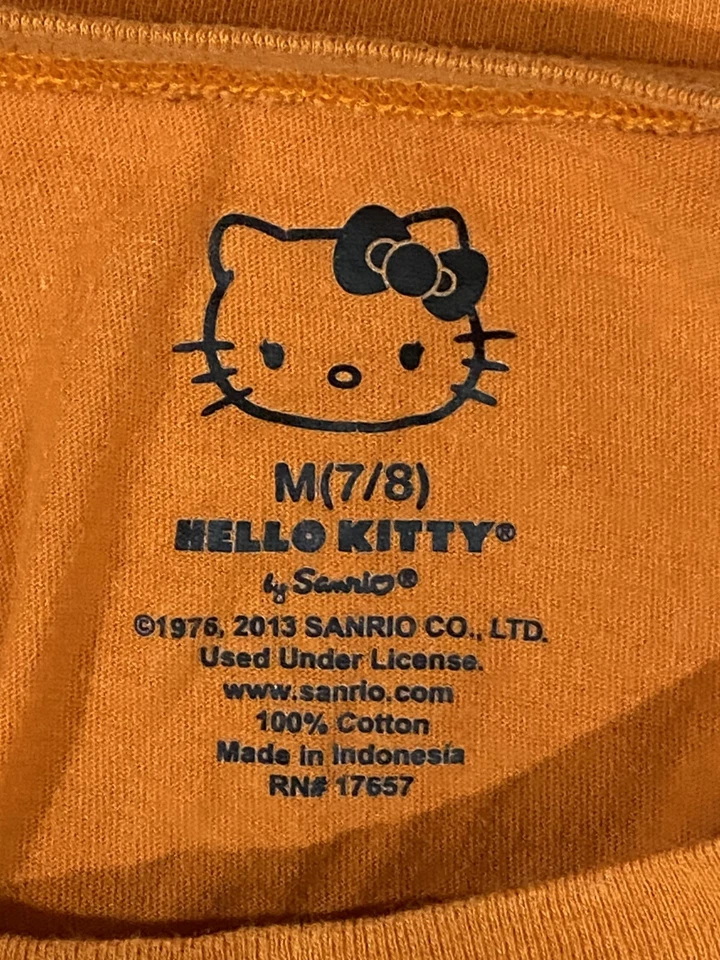 M(7/8)
HELLO KITTY®
by Sanrio®
©1976, 2013 SANRIO CO., LTD.
Used Under License.
www.sanrio.com
100% Cotton
Made in Indonesia
RN# 17657